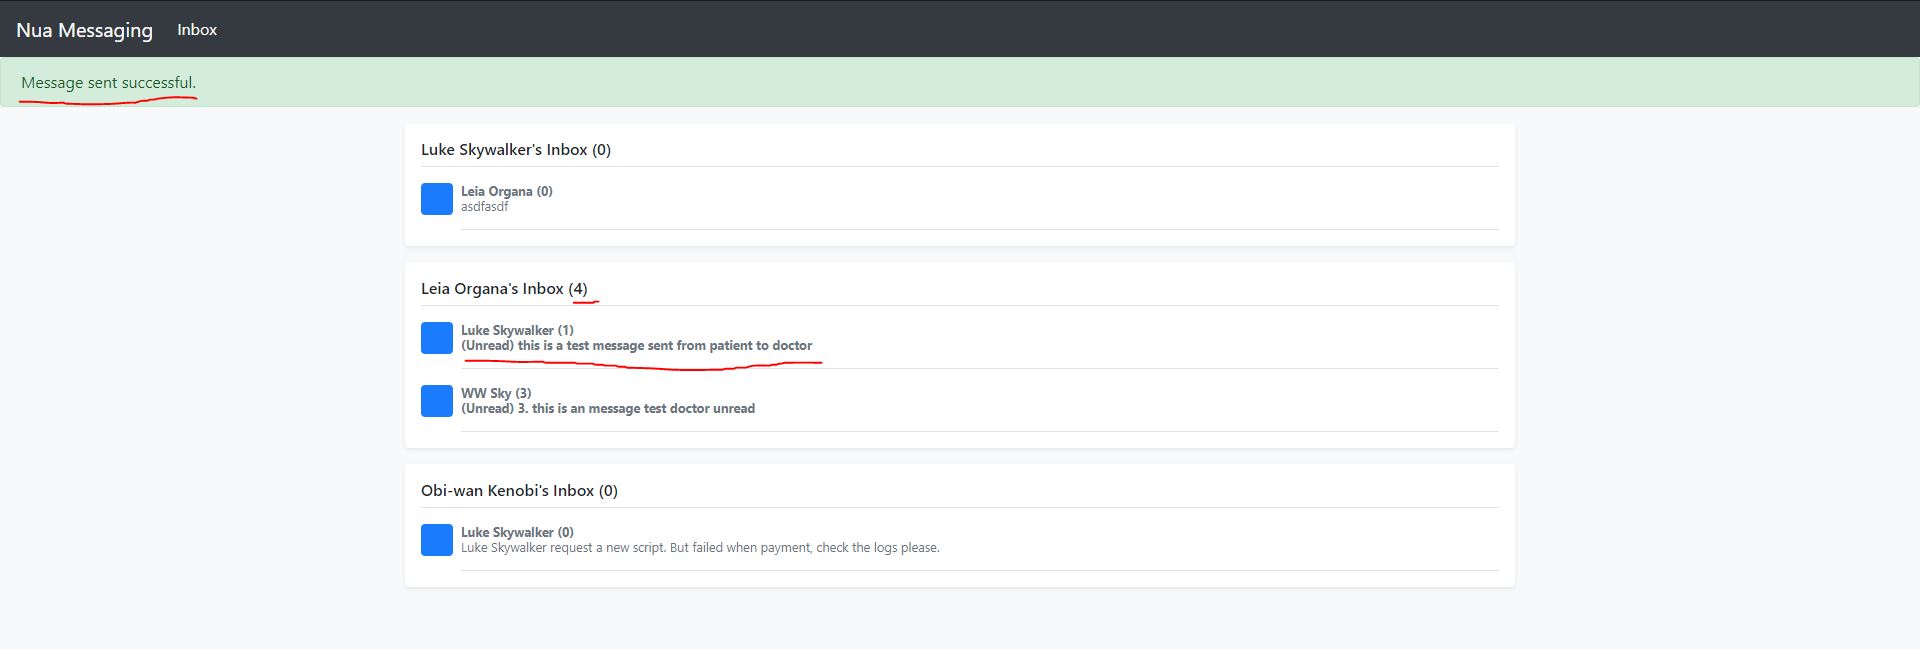 Nua Messaging Inbox
Message sent successful.
Luke Skywalker's Inbox (0)
Leia Organa (0)
asdfasdf
Leia Organa's Inbox (4)
Luke Skywalker (1)
(Unread) this is a test message sent from patient to doctor
WW Sky (3)
(Unread) 3. this is an message test doctor unread
Obi-wan Kenobi's Inbox (0)
Luke Skywalker (0)
Luke Skywalker request a new script. But failed when payment, check the logs please.